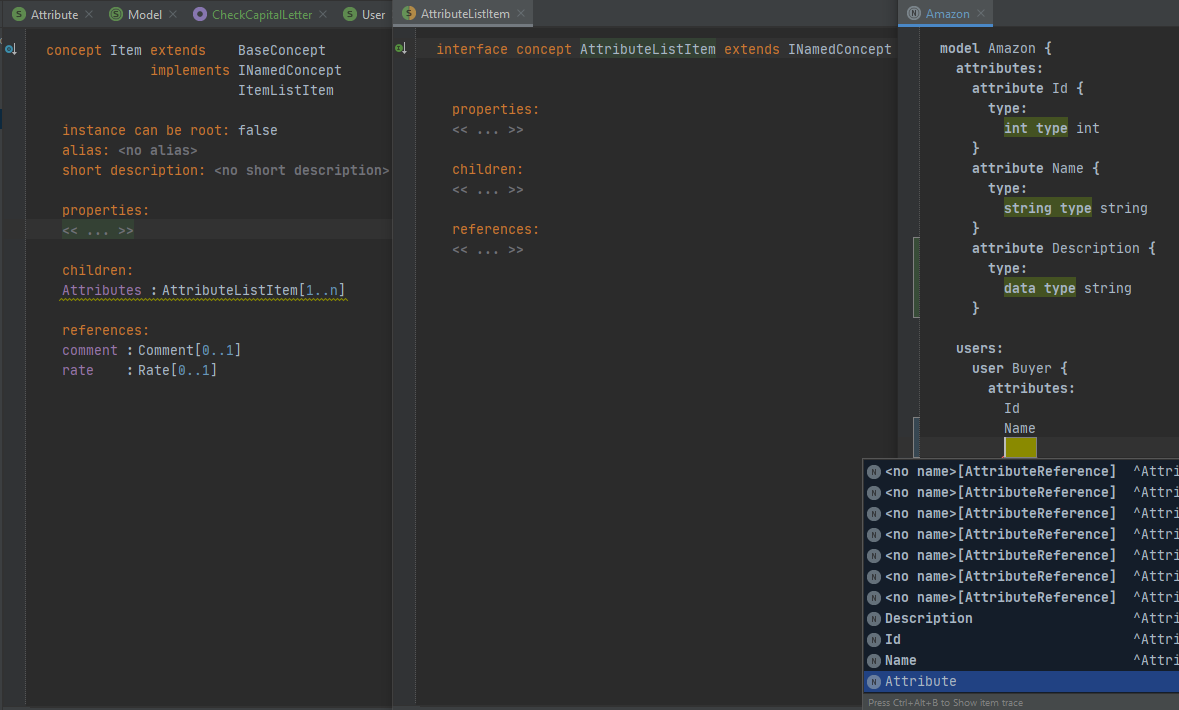 Attribute
Model
CheckCapitalLetter
User
AttributeListItem
Amazon
concept Item extends BaseConcept
implements INamedConcept
ItemListItem
instance can be root: false
alias: <no alias>
short description: <no short description>
properties:
<< ... >>
children:
Attributes : AttributeListItem[1..n]
references:
comment : Comment[0..1]
rate : Rate[0..1]
interface concept AttributeListItem extends INamedConcept
properties:
<< ... >>
children:
<< ... >>
references:
<< ... >>
model Amazon {
attributes:
attribute Id {
type:
int type int
}
attribute Name {
type:
string type string
}
attribute Description {
type:
data type string
}
users:
user Buyer {
attributes:
Id
Name
N <no name>[AttributeReference] ^Attri
N <no name>[AttributeReference] ^Attri
N <no name>[AttributeReference] ^Attri
N <no name>[AttributeReference] ^Attri
N <no name>[AttributeReference] ^Attri
N <no name>[AttributeReference] ^Attri
N <no name>[AttributeReference] ^Attri
N Description ^Attri
N Id ^Attri
N Name ^Attri
N Attribute
Press Ctrl+Alt+B to Show item trace